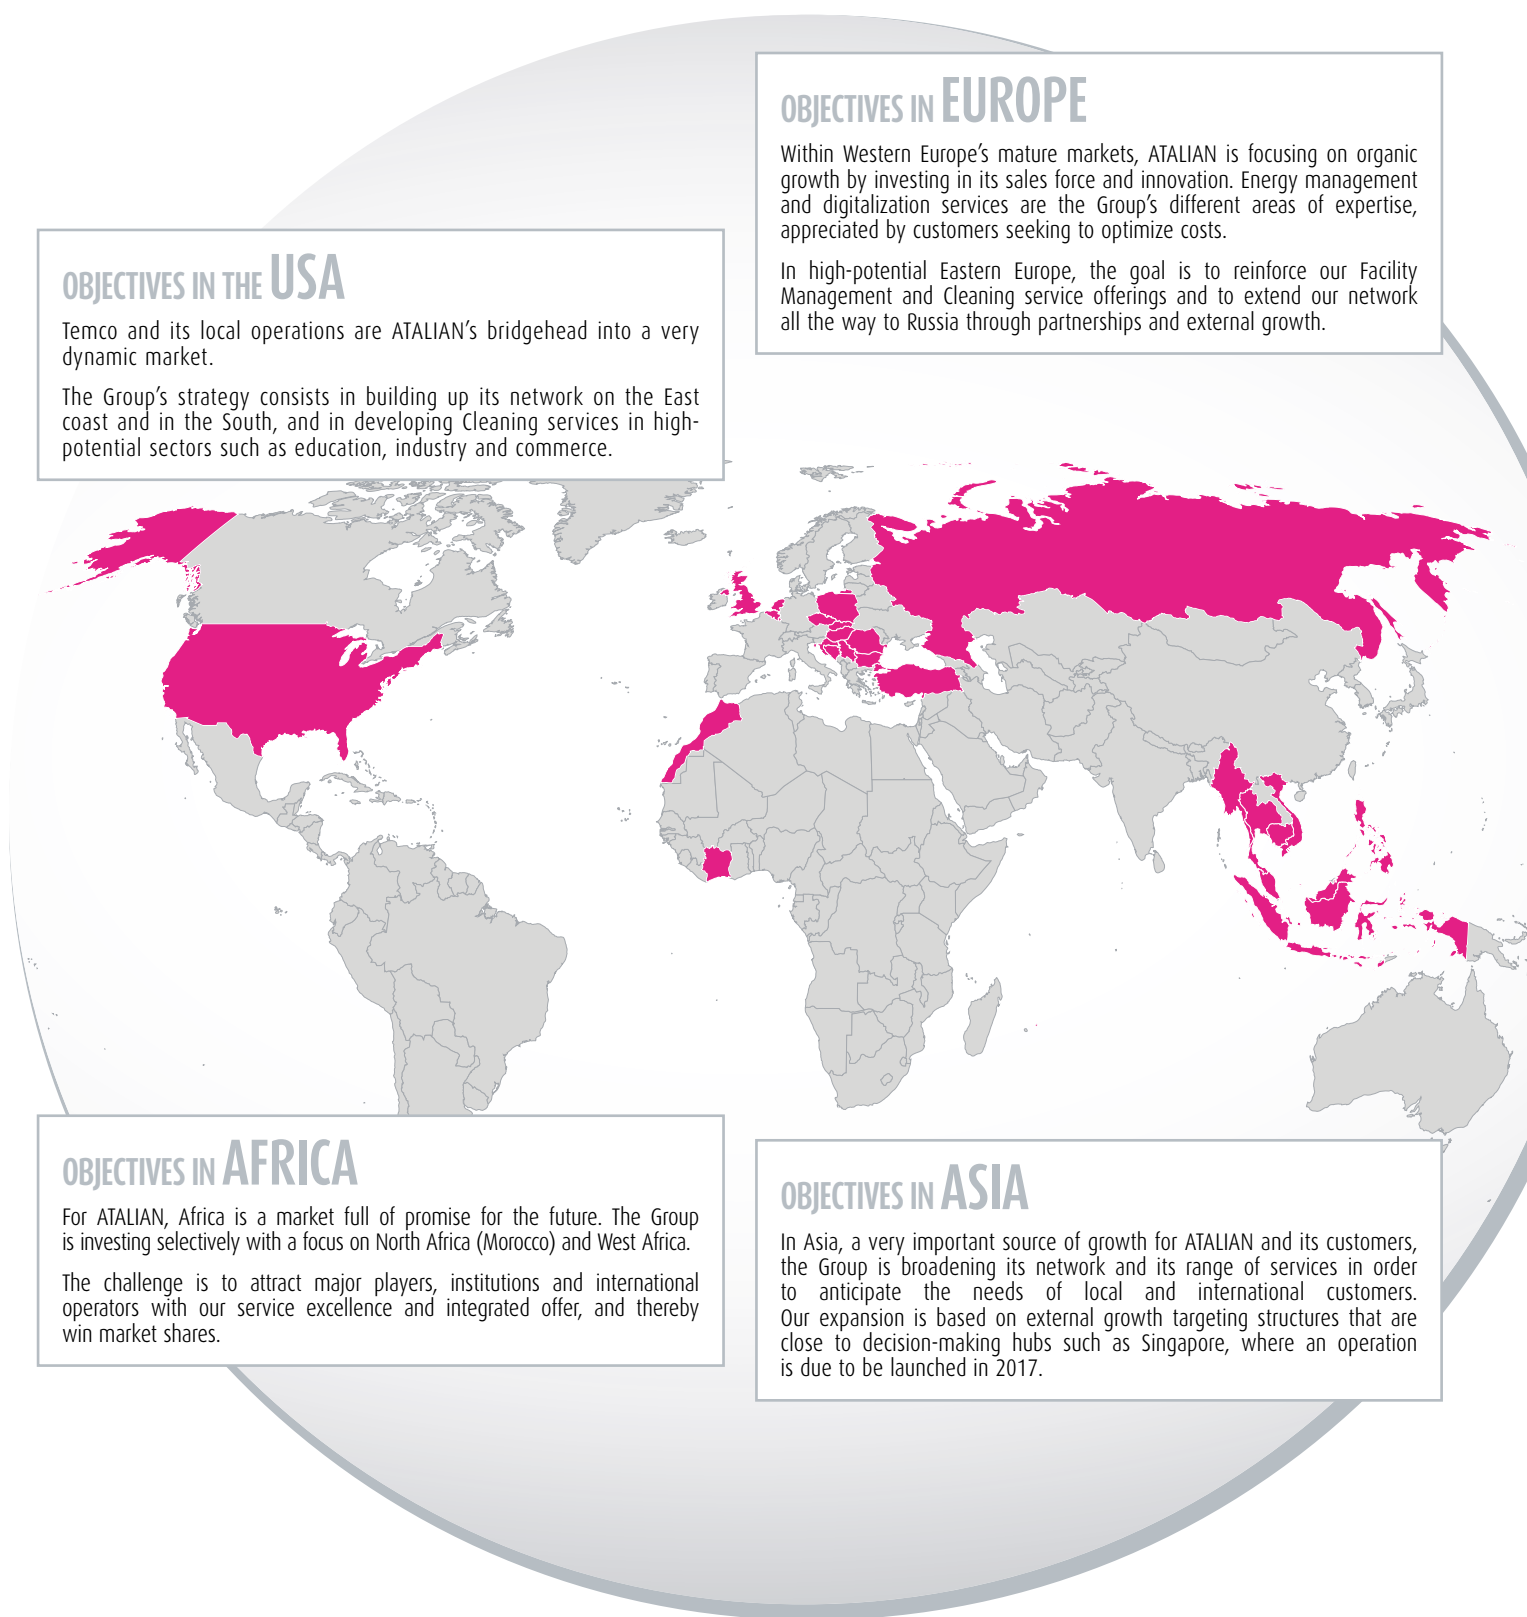 OBJECTIVES IN EUROPE
Within Western Europe's mature markets, ATALIAN is focusing on organic
growth by investing in its sales force and innovation. Energy management
and digitalization services are the Group's different areas of expertise,
appreciated by customers seeking to optimize costs.
In high-potential Eastern Europe, the goal is to reinforce our Facility
Management and Cleaning service offerings and to extend our network
all the way to Russia through partnerships and external growth.
OBJECTIVES IN THE USA
Temco and its local operations are ATALIAN's bridgehead into a very
dynamic market.
The Group's strategy consists in building up its network on the East
coast and in the South, and in developing Cleaning services in high-
potential sectors such as education, industry and commerce.
OBJECTIVES IN AFRICA
For ATALIAN, Africa is a market full of promise for the future. The Group
is investing selectively with a focus on North Africa (Morocco) and West Africa.
The challenge is to attract major players, institutions and international
operators with our service excellence and integrated offer, and thereby
win market shares.
OBJECTIVES IN ASIA
In Asia, a very important source of growth for ATALIAN and its customers,
the Group is broadening its network and its range of services in order
to anticipate the needs of local and international customers.
Our expansion is based on external growth targeting structures that are
close to decision-making hubs such as Singapore, where an operation
is due to be launched in 2017.